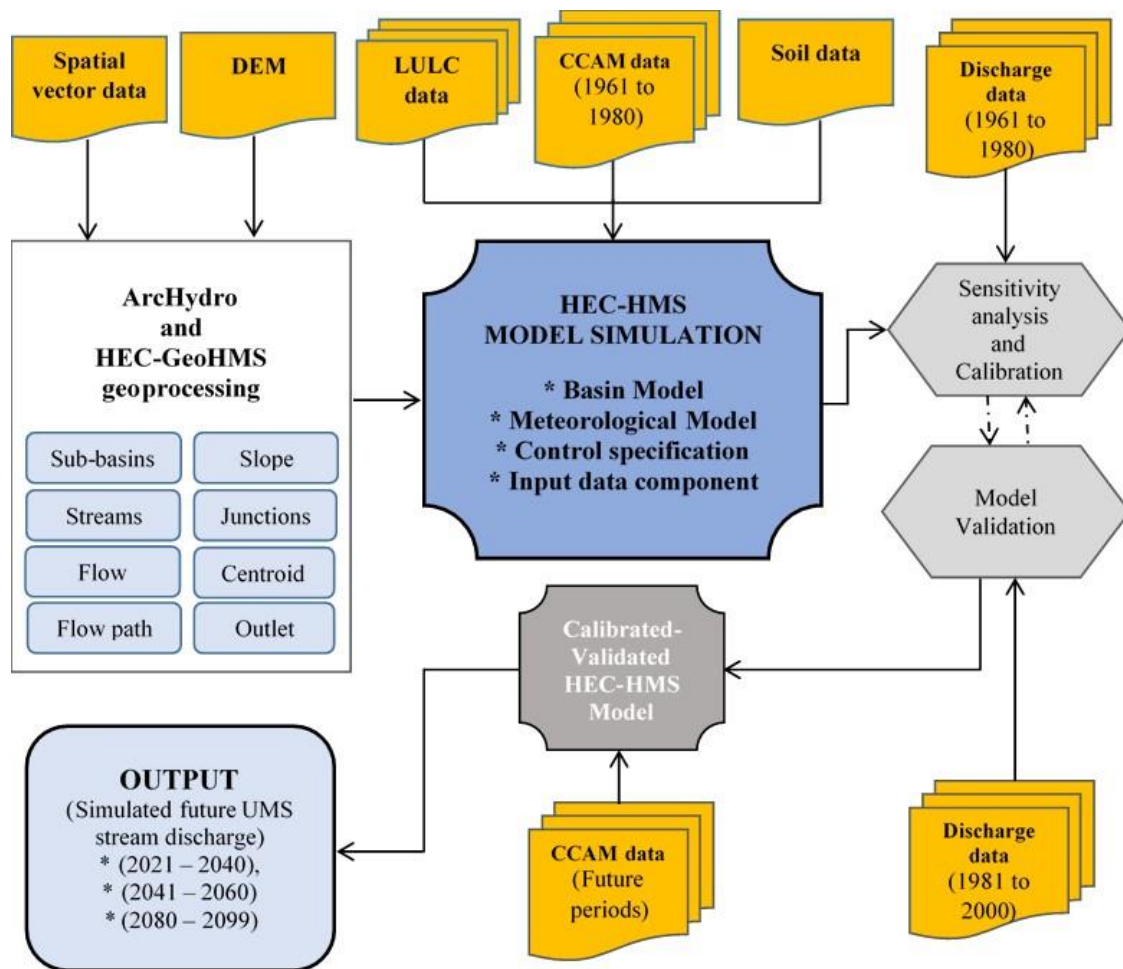 Spatial
vector data
DEM
LULC
data
CCAM data
(1961 to
1980)
Soil data
Discharge
data
(1961 to
1980)
ArcHydro
and
HEC-GeoHMS
geoprocessing
Sub-basins
Slope
Streams
Junctions
Flow
Centroid
Flow path
Outlet
HEC-HMS
MODEL SIMULATION
* Basin Model
* Meteorological Model
* Control specification
* Input data component
Sensitivity
analysis
and
Calibration
Model
Validation
Calibrated-
Validated
HEC-HMS
Model
OUTPUT
(Simulated future UMS
stream discharge)
* (2021 – 2040),
* (2041 – 2060)
* (2080 – 2099)
CCAM data
(Future
periods)
Discharge
data
(1981 to
2000)